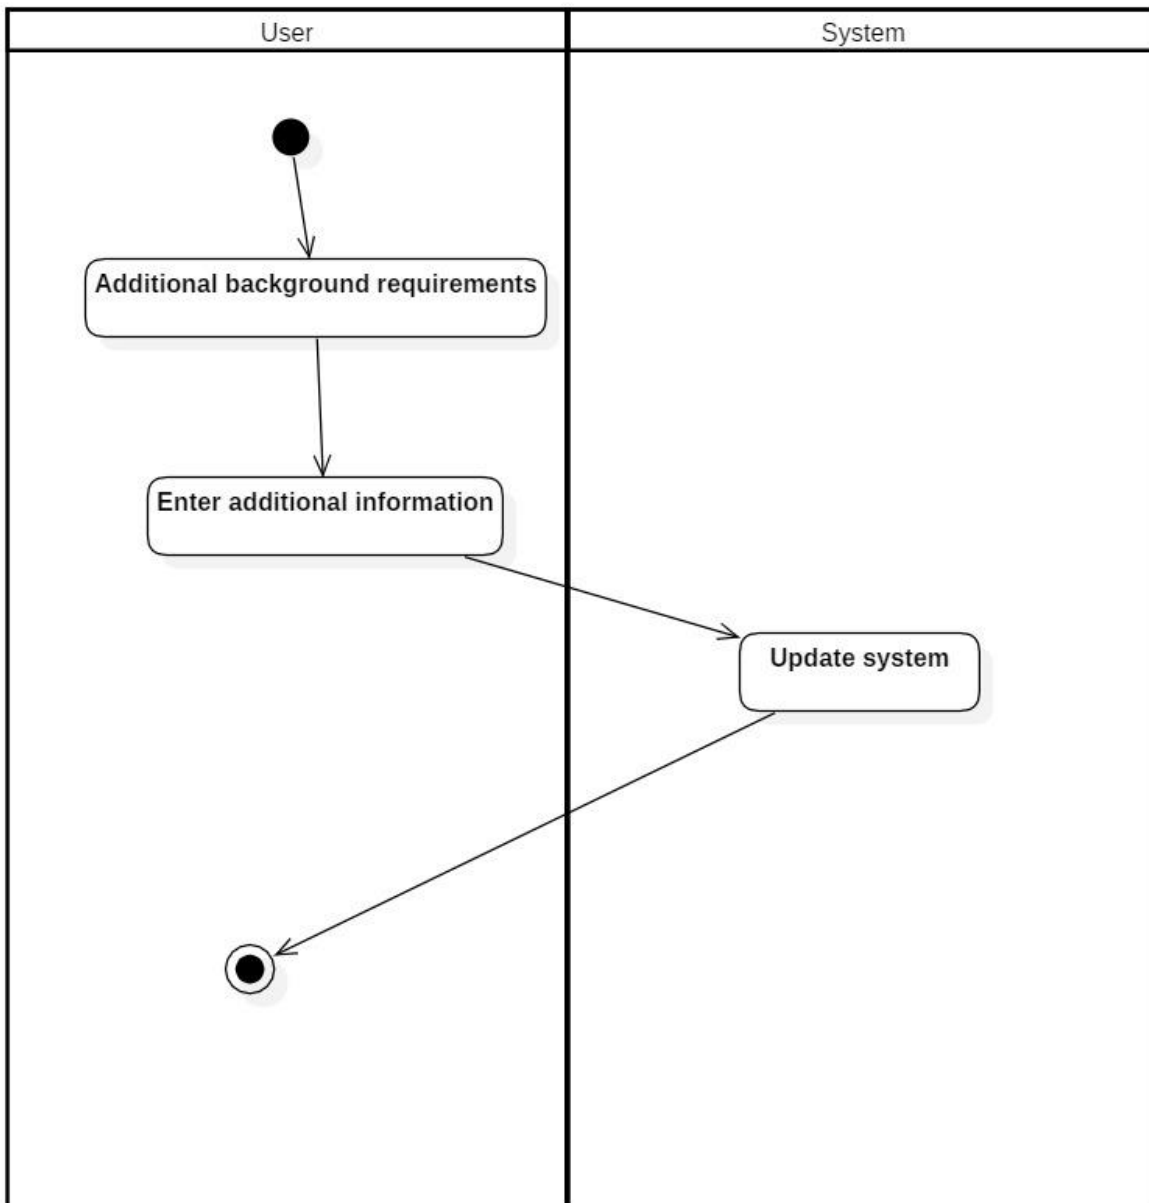 User
System
Additional background requirements
Enter additional information
Update system